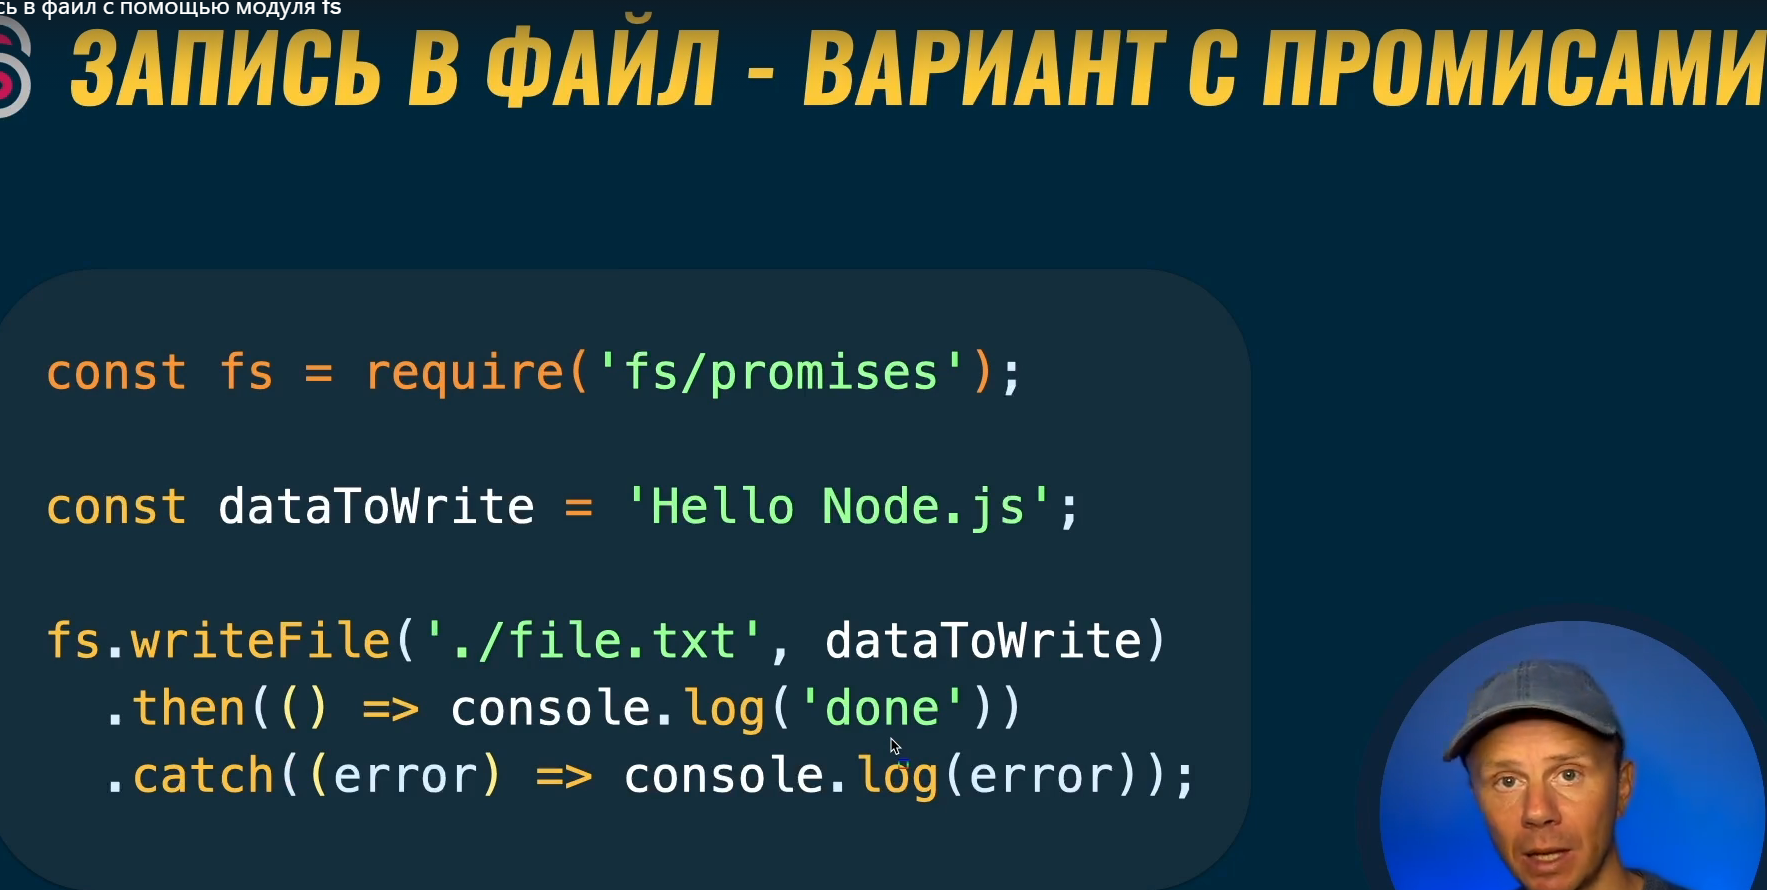 в файл с помощью модуля fs
ЗАПИСЬ В ФАЙЛ - ВАРИАНТ С ПРОМИСАМИ
const fs = require('fs/promises');
const dataToWrite = 'Hello Node.js';
fs.writeFile('./file.txt', dataToWrite)
.then(() => console.log('done'))
.catch((error) => console.log(error));